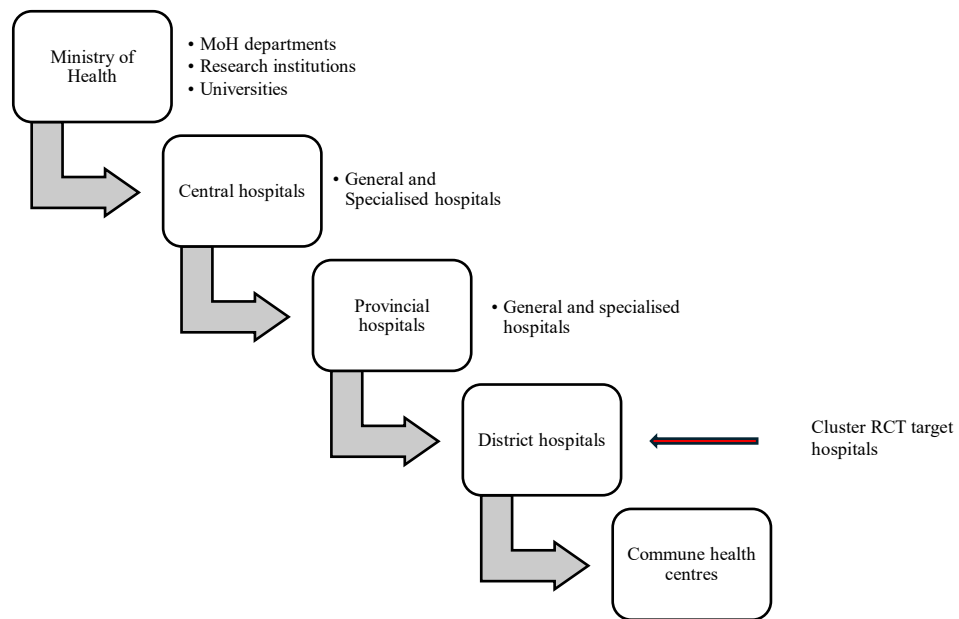 Ministry of
Health
• MoH departments
• Research institutions
• Universities
Central hospitals
• General and
Specialised hospitals
Provincial
hospitals
• General and specialised
hospitals
District hospitals
Cluster RCT target
hospitals
Commune health
centres